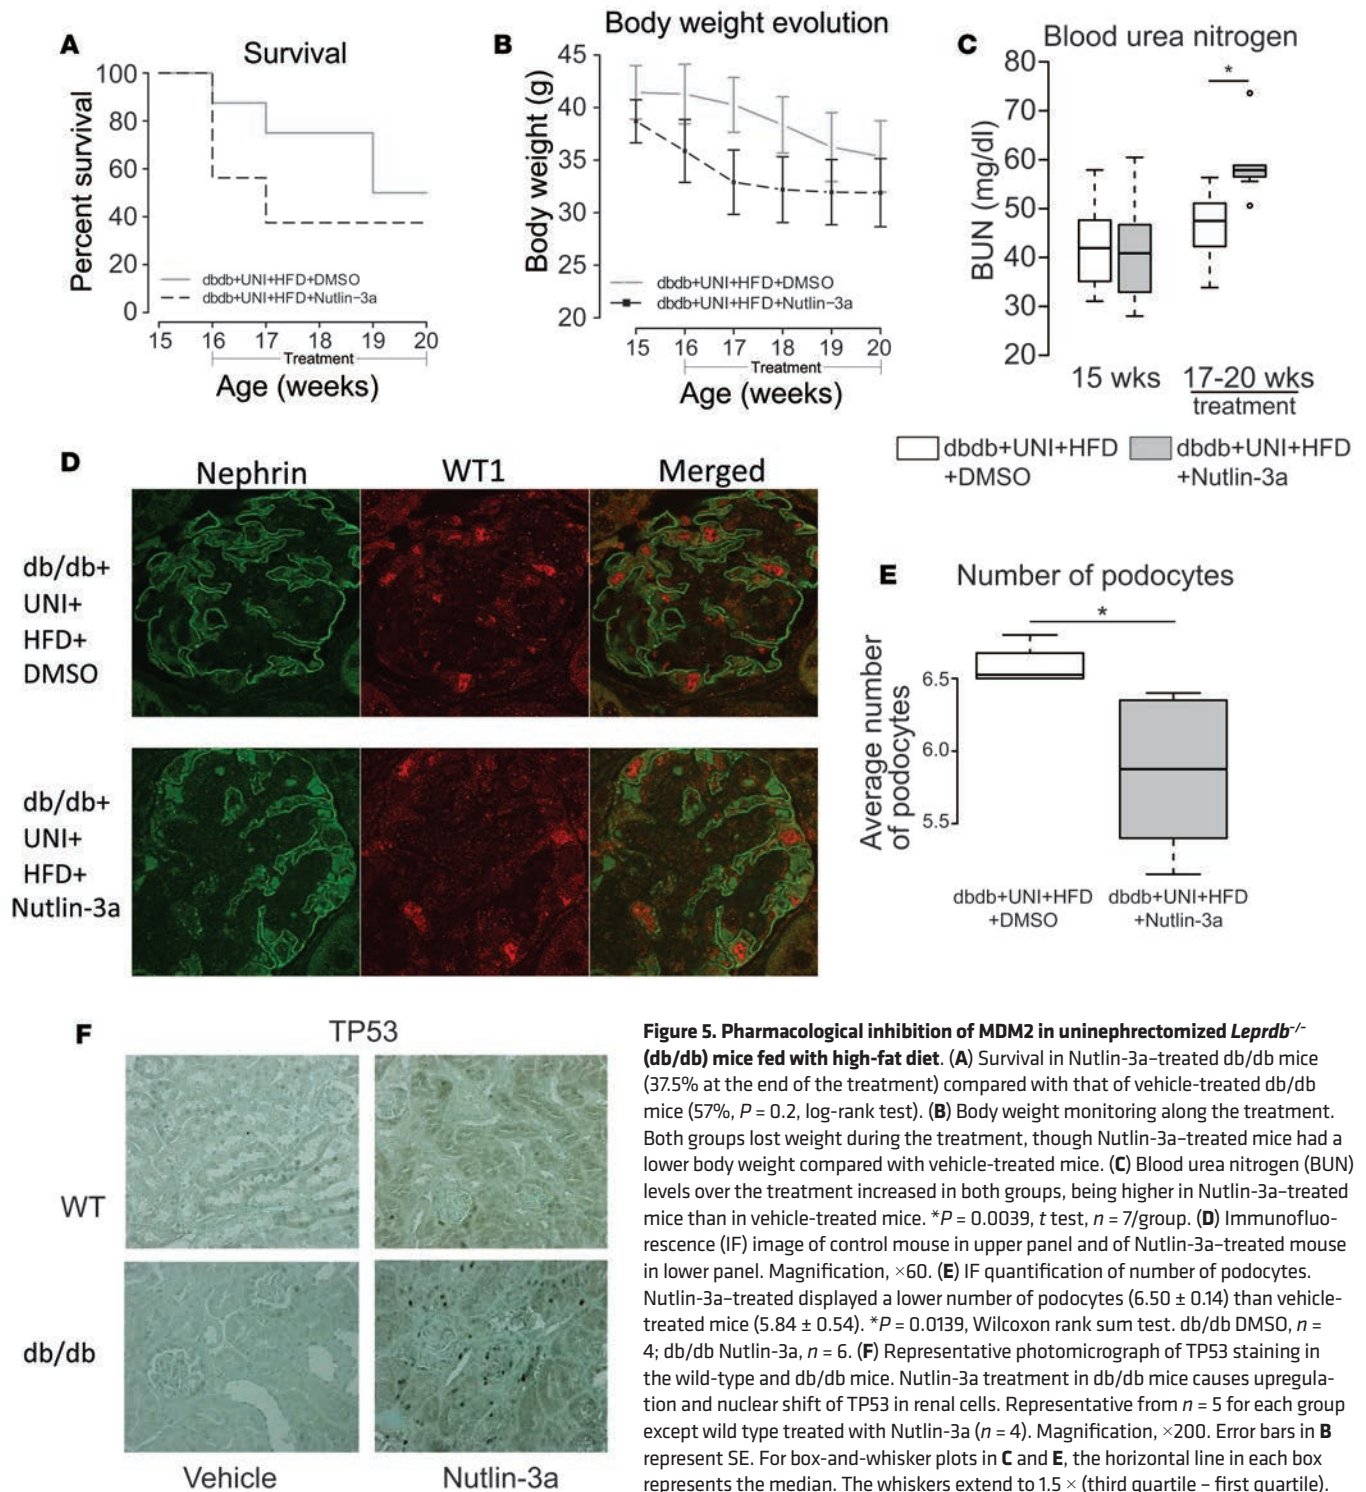 A
Survival
Percent survival
100
80
60
40
20
0
dbdb+UNI+HFD+DMSO
dbdb+UNI+HFD+Nutlin-3a
15 16 17 18 19 20
Treatment
Age (weeks)
B
Body weight evolution
Body weight (g)
45
40
35
30
25
20
dbdb+UNI+HFD+DMSO
dbdb+UNI+HFD+Nutlin-3a
15 16 17 18 19 20
Treatment
Age (weeks)
C
Blood urea nitrogen
BUN (mg/dl)
80
70
60
50
40
30
20
*
15 wks 17-20 wks
treatment
dbdb+UNI+HFD
+DMSO
dbdb+UNI+HFD
+Nutlin-3a
D
Nephrin WT1 Merged
db/db+
UNI+
HFD+
DMSO
db/db+
UNI+
HFD+
Nutlin-3a
E
Number of podocytes
*
Average number
of podocytes
6.5
6.0
5.5
dbdb+UNI+HFD
+DMSO
dbdb+UNI+HFD
+Nutlin-3a
F
TP53
WT
db/db
Vehicle Nutlin-3a
Figure 5. Pharmacological inhibition of MDM2 in uninephrectomized Leprdb-/-
(db/db) mice fed with high-fat diet. (A) Survival in Nutlin-3a–treated db/db mice
(37.5% at the end of the treatment) compared with that of vehicle-treated db/db
mice (57%, P = 0.2, log-rank test). (B) Body weight monitoring along the treatment.
Both groups lost weight during the treatment, though Nutlin-3a–treated mice had a
lower body weight compared with vehicle-treated mice. (C) Blood urea nitrogen (BUN)
levels over the treatment increased in both groups, being higher in Nutlin-3a–treated
mice than in vehicle-treated mice. *P = 0.0039, t test, n = 7/group. (D) Immunofluo-
rescence (IF) image of control mouse in upper panel and of Nutlin-3a–treated mouse
in lower panel. Magnification, ×60. (E) IF quantification of number of podocytes.
Nutlin-3a–treated displayed a lower number of podocytes (6.50 ± 0.14) than vehicle-
treated mice (5.84 ± 0.54). *P = 0.0139, Wilcoxon rank sum test. db/db DMSO, n =
4; db/db Nutlin-3a, n = 6. (F) Representative photomicrograph of TP53 staining in
the wild-type and db/db mice. Nutlin-3a treatment in db/db mice causes upregula-
tion and nuclear shift of TP53 in renal cells. Representative from n = 5 for each group
except wild type treated with Nutlin-3a (n = 4). Magnification, ×200. Error bars in B
represent SE. For box-and-whisker plots in C and E, the horizontal line in each box
represents the median. The whiskers extend to 1.5 × (third quartile – first quartile).